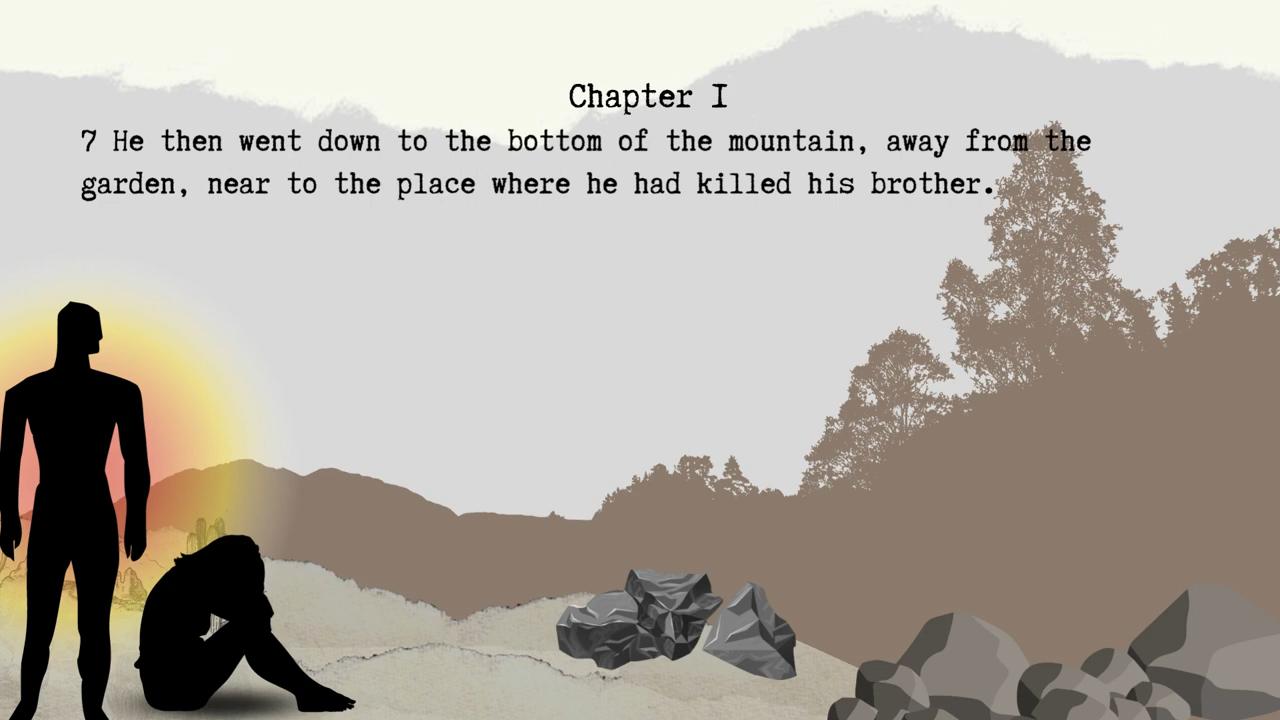 Chapter I
7 He then went down to the bottom of the mountain, away from the
garden, near to the place where he had killed his brother.